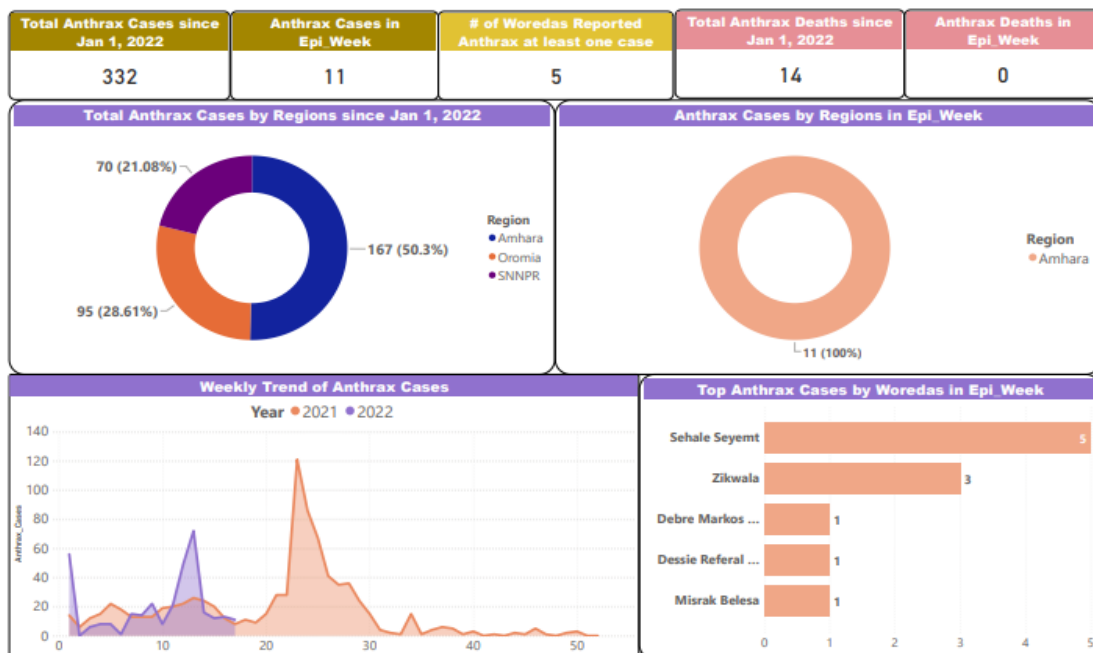 Total Anthrax Cases since
Jan 1, 2022
332
Anthrax Cases in
Epi_Week
11
# of Woredas Reported
Anthrax at least one case
5
Total Anthrax Deaths since
Jan 1, 2022
14
Anthrax Deaths in
Epi_Week
0
Total Anthrax Cases by Regions since Jan 1, 2022
70 (21.08%)
167 (50.3%)
95 (28.61%)
Region
Amhara
Oromia
SNNPR
Anthrax Cases by Regions in Epi_Week
11 (100%)
Region
Amhara
Weekly Trend of Anthrax Cases
Year 2021 2022
Anthrax_Cases
140
120
100
80
60
40
20
0
0 10 20 30 40 50
Top Anthrax Cases by Woredas in Epi_Week
Sehale Seyemt 5
Zikwala 3
Debre Markos ... 1
Dessie Referal ... 1
Misrak Belesa 1
0 1 2 3 4 5